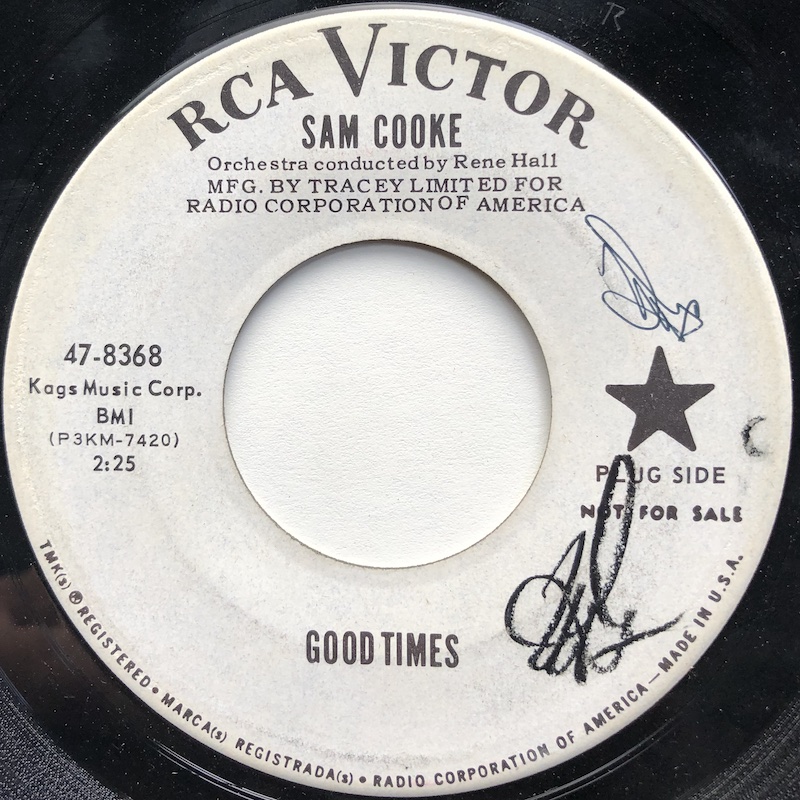 RCA VICTOR
SAM COOKE
Orchestra conducted by Rene Hall
MFG. BY TRACEY LIMITED FOR
RADIO CORPORATION OF AMERICA
47-8368
Kags Music Corp.
BMI
(P3KM-7420)
2:25
PLUG SIDE
NOT FOR SALE
GOOD TIMES
TMK(s) ® REGISTERED • MARCA(s) REGISTRADA(s) • RADIO CORPORATION OF AMERICA — MADE IN U.S.A.